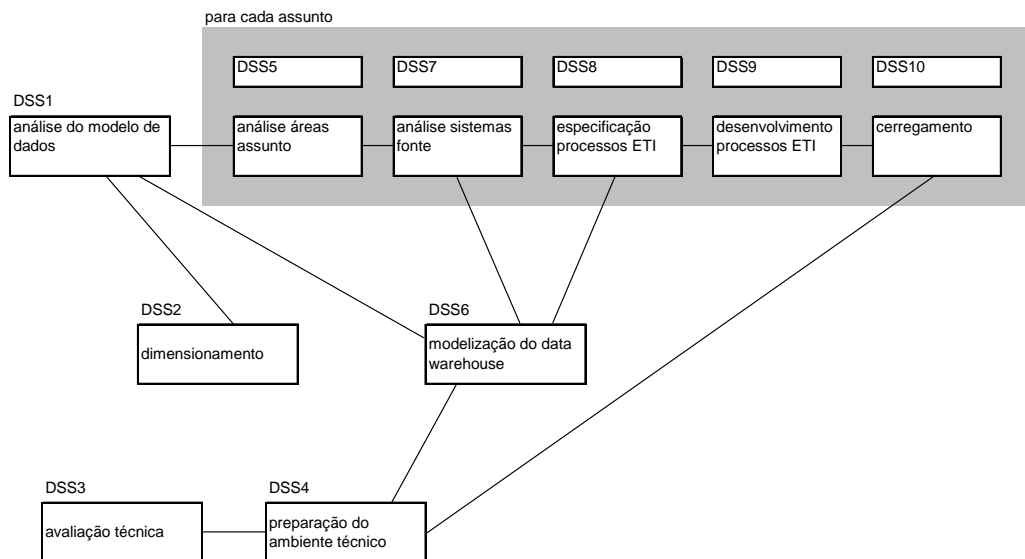 para cada assunto
DSS5
DSS7
DSS8
DSS9
DSS10
DSS1
análise do modelo de
dados
análise áreas
assunto
análise sistemas
fonte
especificação
processos ETI
desenvolvimento
processos ETI
cerregamento
DSS2
dimensionamento
DSS6
modelização do data
warehouse
DSS3
avaliação técnica
DSS4
preparação do
ambiente técnico